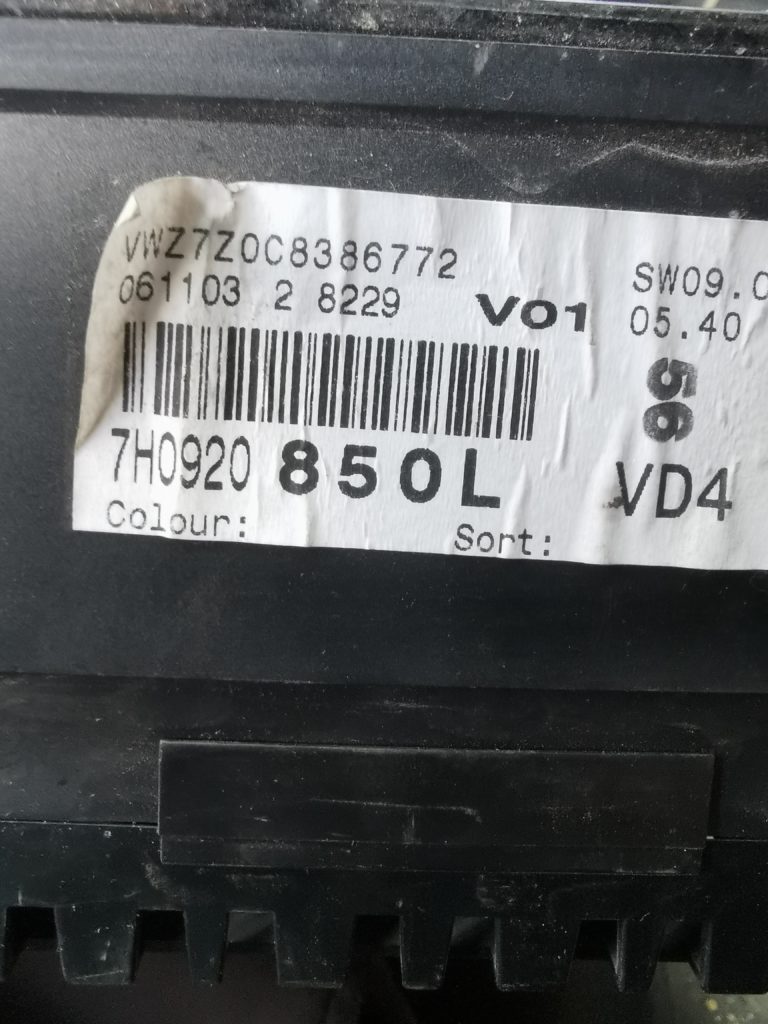 VWZ7Z0C8386772
061103 2 8229
V01
SW09.0
05.40
56
7H0920 850L
VD4
Colour:
Sort: